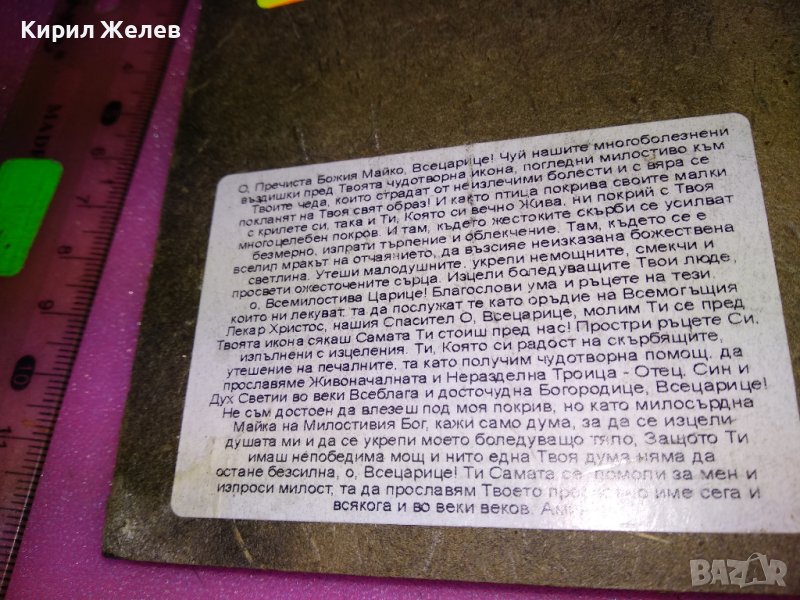 Кирил Желев
О, Пречиста Божия Майко, Всецарице! Чуй нашите многоболезнени
въздишки пред Твоята чудотворна икона, погледни милостиво към
Твоите чеда, които страдат от неизлечими болести и с вяра се
покланят на Твоя свят образ! И както птица покрива своите малки
с крилете си, така и Ти, Която си вечно Жива, ни покрий с Твоя
многоцелебен покров. И там, където жестоките скърби се усилват
безмерно, изпрати търпение и облекчение. Там, където се е
вселил мракът на отчаянието, да възсияе неизказана божествена
светлина. Утеши малодушните, укрепи немощните, смекчи и
просвети ожесточените сърца. Изцели боледуващите Твои люде,
о, Всемилостива Царице! Благослови ума и ръцете на тези,
които ни лекуват, та да послужат те като оръдие на Всемогъщия
Лекар Христос, нашия Спасител О, Всецарице, молим Ти се пред
Твоята икона сякаш Самата Ти стоиш пред нас! Простри ръцете Си,
изпълнени с изцеления. Ти, Която си радост на скърбящите,
утешение на печалните, та като получим чудотворна помощ, да
прославяме Живоначалната и Неразделна Троица - Отец, Син и
Дух Светии во веки Всеблага и досточудна Богородице, Всецарице!
Не съм достоен да влезеш под моя покрив, но като милосърдна
Майка на Милостивия Бог, кажи само дума, за да се изцели
душата ми и да се укрепи моето боледуващо тяло, Защото Ти
имаш непобедима мощ и нито една Твоя дума няма да
остане безсилна, о, Всецарице! Ти Самата се помоли за мен и
изпроси милост, та да прославям Твоето име сега и
всякога и во веки веков.
BAZAR